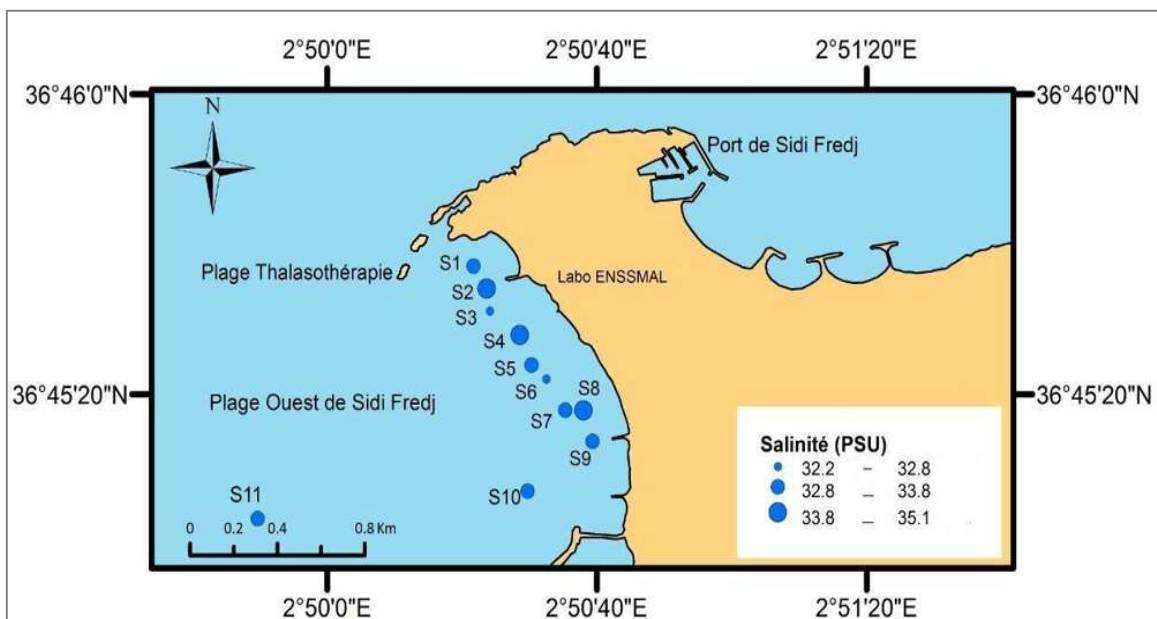 2°50'0"E 2°50'40"E 2°51'20"E
36°46'0"N 36°46'0"N
N
Port de Sidi Fredj
Plage Thalasothérapie
S1
Labo ENSSMAL
S2
S3
S4
S5
S6
36°45'20"N 36°45'20"N
Plage Ouest de Sidi Fredj
S8
S7
S9
Salinité (PSU)
32.2 – 32.8
32.8 – 33.8
33.8 – 35.1
S10
S11
0 0.2 0.4 0.8 Km
2°50'0"E 2°50'40"E 2°51'20"E